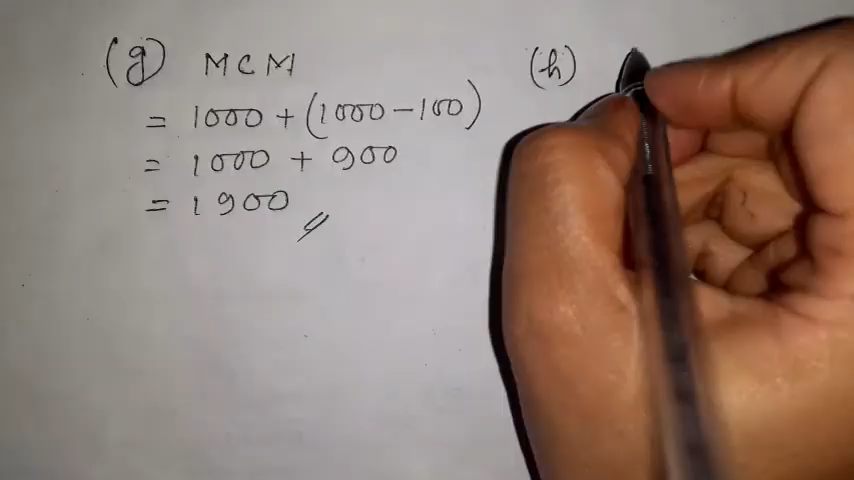 (g) MCM
= 1000 + (1000 - 100)
= 1000 + 900
= 1900
(h)